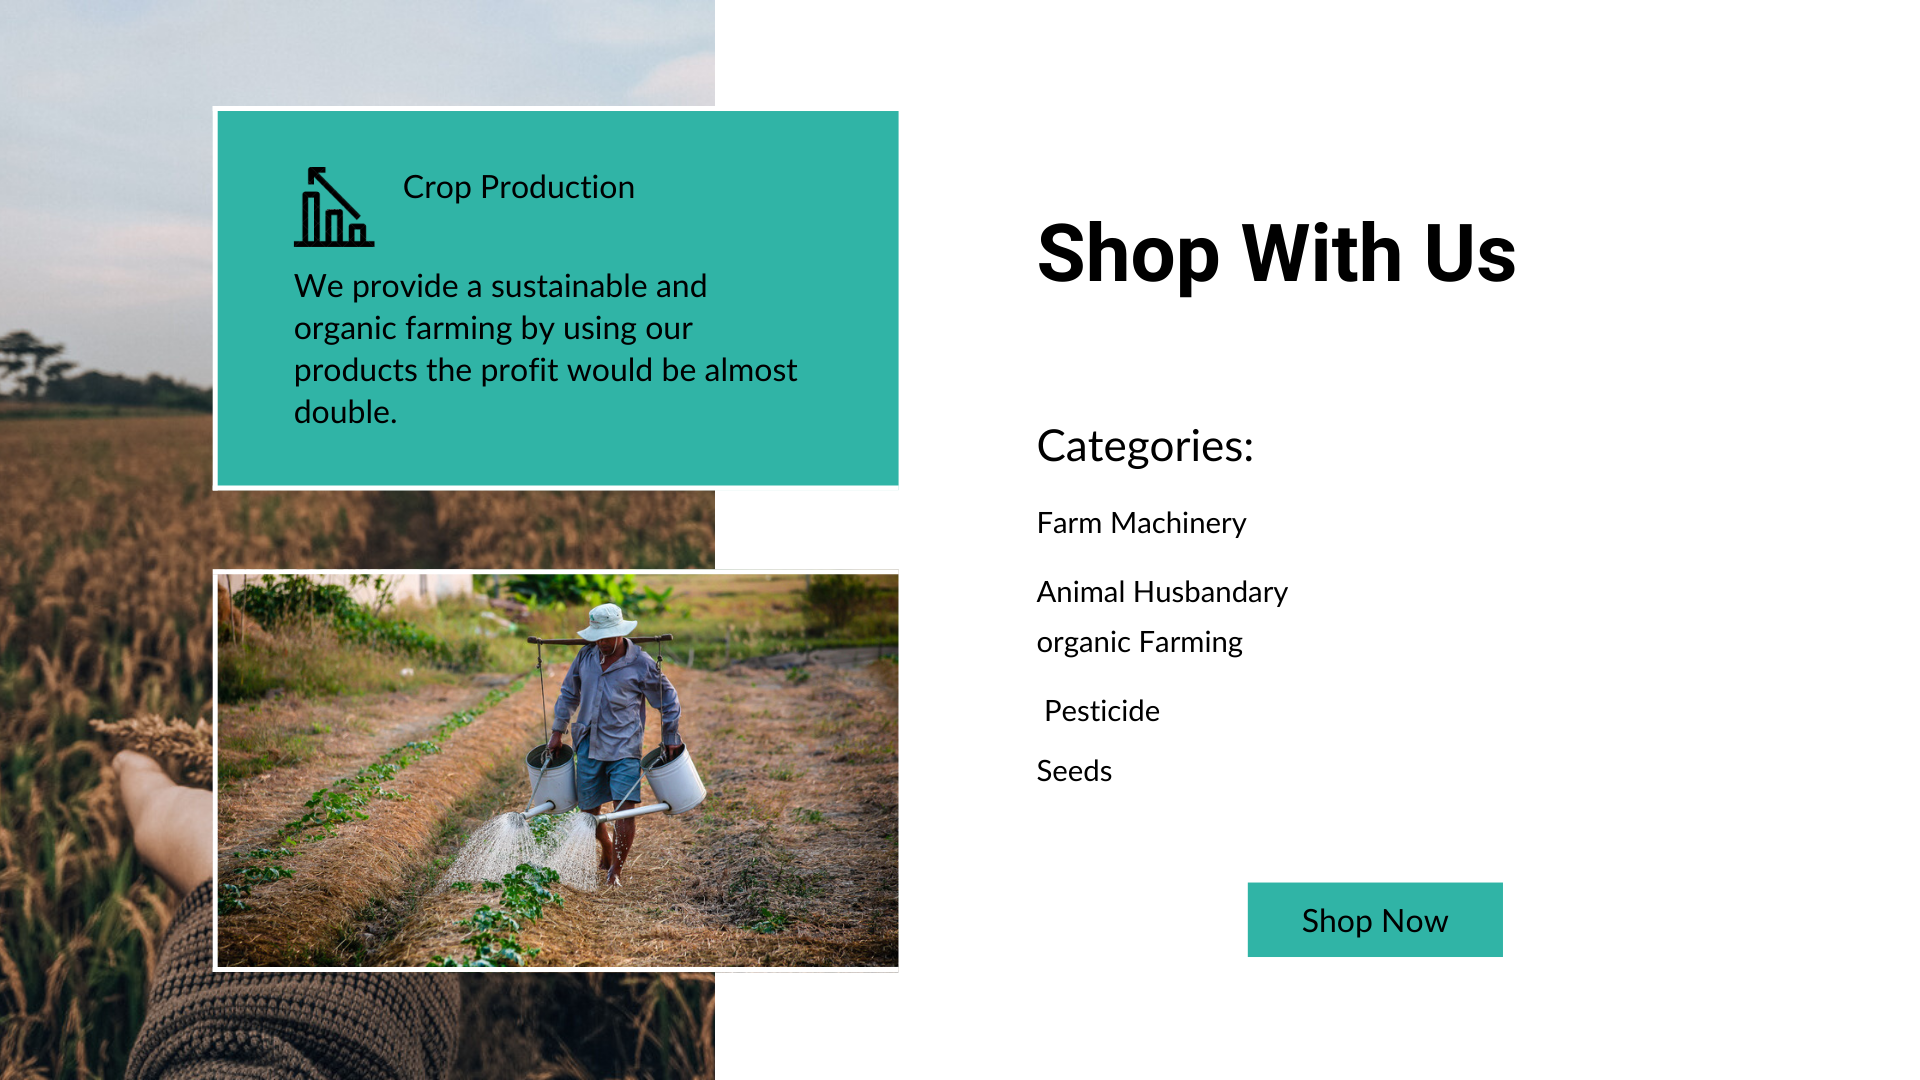 Crop Production
We provide a sustainable and
organic farming by using our
products the profit would be almost
double.
Shop With Us
Categories:
Farm Machinery
Animal Husbandary
organic Farming
Pesticide
Seeds
Shop Now